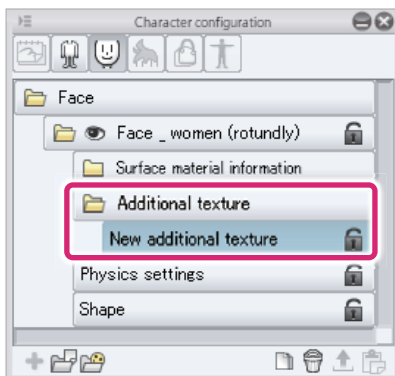 Character configuration
Face
Face _ women (rotundly)
Surface material information
Additional texture
New additional texture
Physics settings
Shape